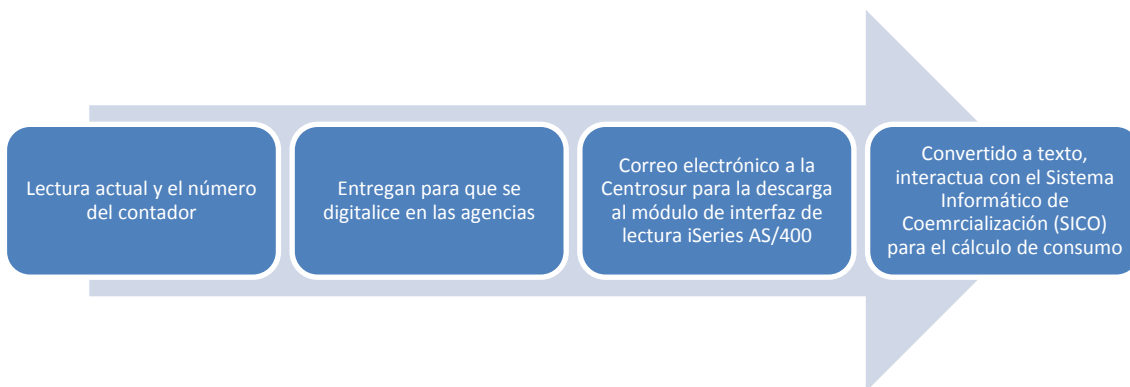 Lectura actual y el número
del contador
Entregan para que se
digitalice en las agencias
Correo electrónico a la
Centrosur para la descarga
al módulo de interfaz de
lectura iSeries AS/400
Convertido a texto,
interactua con el Sistema
Informático de
Coemrcialización (SICO)
para el cálculo de consumo